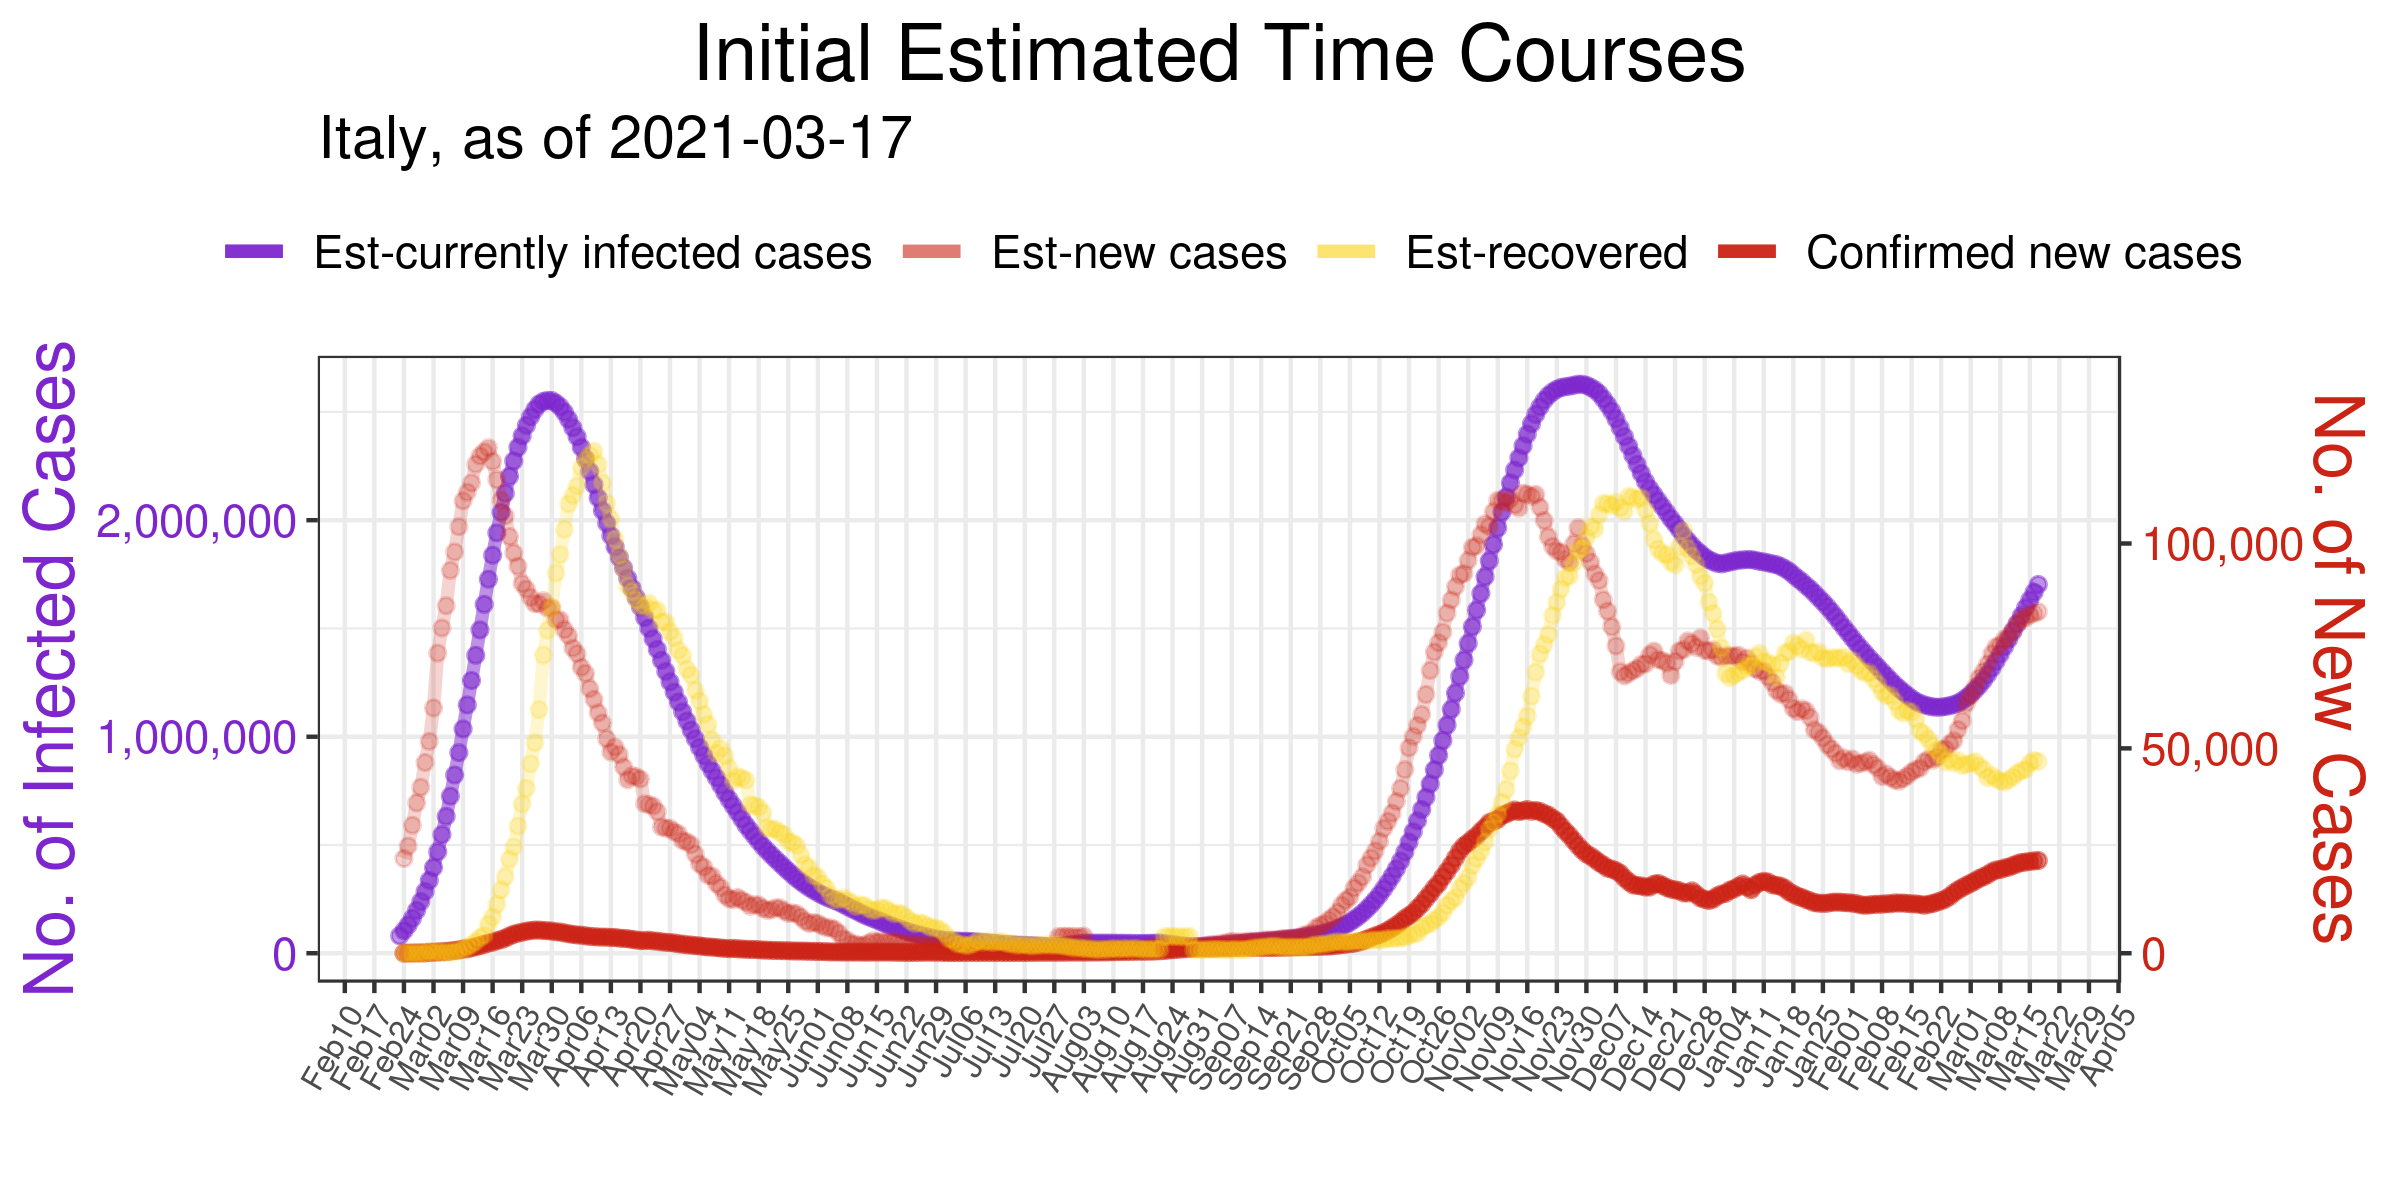 Initial Estimated Time Courses
Italy, as of 2021-03-17
Est-currently infected cases Est-new cases Est-recovered Confirmed new cases
No. of Infected Cases
2,000,000
1,000,000
0
100,000
50,000
0
No. of New Cases
Feb10 Feb17 Feb24 Mar02 Mar09 Mar16 Mar23 Mar30 Apr06 Apr13 Apr20 Apr27 May04 May11 May18 May25 Jun01 Jun08 Jun15 Jun22 Jun29 Jul06 Jul13 Jul20 Jul27 Aug03 Aug10 Aug17 Aug24 Aug31 Sep07 Sep14 Sep21 Sep28 Oct05 Oct12 Oct19 Oct26 Nov02 Nov09 Nov16 Nov23 Nov30 Dec07 Dec14 Dec21 Dec28 Jan04 Jan11 Jan18 Jan25 Feb01 Feb08 Feb15 Feb22 Mar01 Mar08 Mar15 Mar22 Mar29 Apr05